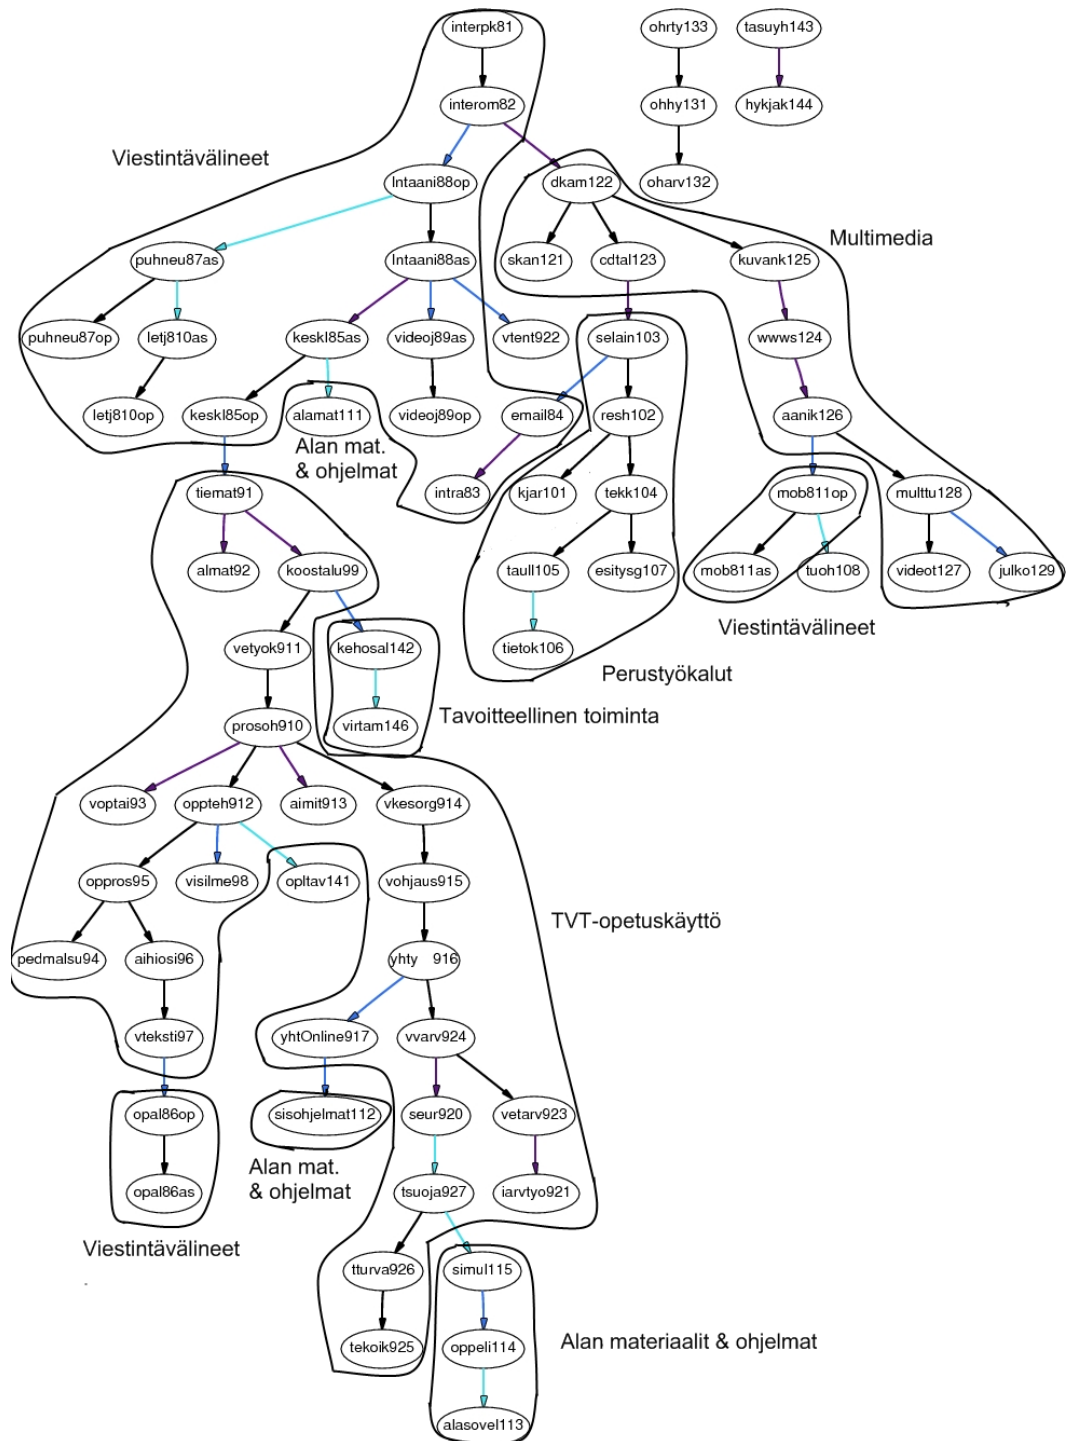 interpk81
ohrty133
tasuyh143
interom82
ohhy131
hykjak144
Viestintävälineet
lntaani88op
dkam122
oharv132
Multimedia
puhneu87as
lntaani88as
skan121
cdtal123
kuvank125
puhneu87op
letj810as
keskl85as
videoj89as
vtent922
selain103
wwws124
letj810op
keskl85op
alamat111
videoj89op
email84
resh102
aanik126
Alan mat.
& ohjelmat
tiemat91
intra83
kjar101
tekk104
mob811op
multtu128
almat92
koostalu99
taull105
esitysg107
mob811as
tuoh108
videot127
julko129
Viestintävälineet
vetyok911
kehosal142
tietok106
Perustyökalut
prosoh910
virtam146
Tavoitteellinen toiminta
voptai93
oppteh912
aimit913
vkesorg914
oppros95
visilme98
opltav141
vohjaus915
TVT-opetuskäyttö
pedmalsu94
aihiosi96
yhty 916
vteksti97
yhtOnline917
vvarv924
opal86op
sisohjelmat112
seur920
vetarv923
Alan mat.
& ohjelmat
opal86as
tsuoja927
iarvtyo921
Viestintävälineet
tturva926
simul115
tekoik925
oppeli114
Alan materiaalit & ohjelmat
alasovel113